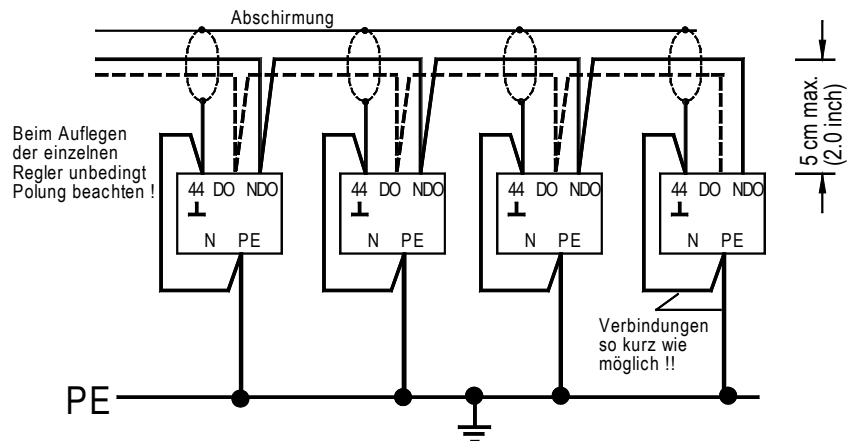 Abschirmung
Beim Auflegen
der einzelnen
Regler unbedingt
Polung beachten !
5 cm max.
(2.0 inch)
44 DO NDO
N PE
44 DO NDO
N PE
44 DO NDO
N PE
44 DO NDO
N PE
Verbindungen
so kurz wie
möglich !!
PE